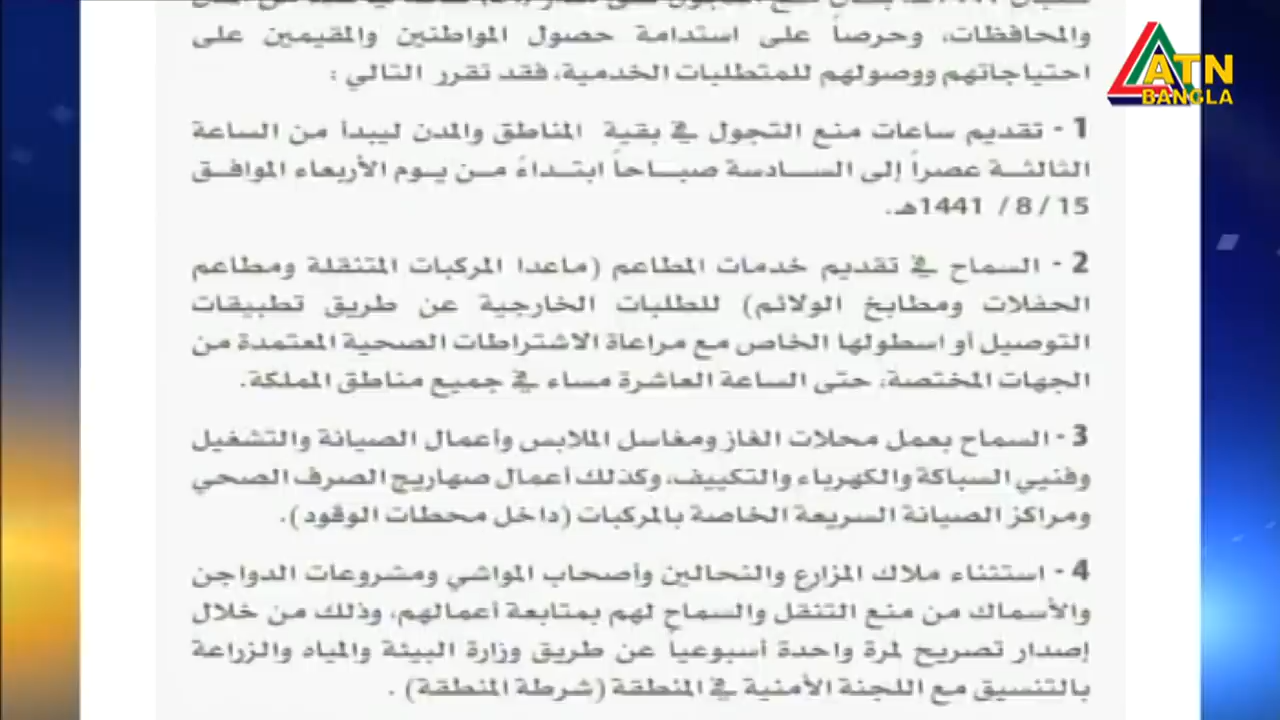 والمحافظات، وحرصاً على استدامة حصول المواطنين والمقيمين على
احتياجاتهم ووصولهم للمتطلبات الخدمية، فقد تقرر التالي :
1 - تقديم ساعات منع التجول في بقية المناطق والمدن ليبدأ من الساعة
الثالثة عصراً إلى السادسة صباحاً ابتداءً من يوم الأربعاء الموافق
15 / 8 / 1441هـ.
2 - السماح في تقديم خدمات المطاعم (ماعدا المركبات المتنقلة ومطاعم
الحفلات ومطابخ الولائم) للطلبات الخارجية عن طريق تطبيقات
التوصيل أو اسطولها الخاص مع مراعاة الاشتراطات الصحية المعتمدة من
الجهات المختصة، حتى الساعة العاشرة مساء في جميع مناطق المملكة.
3 - السماح بعمل محلات الغاز ومغاسل الملابس وأعمال الصيانة والتشغيل
وفنيي السباكة والكهرباء والتكييف، وكذلك أعمال صهاريج الصرف الصحي
ومراكز الصيانة السريعة الخاصة بالمركبات (داخل محطات الوقود).
4 - استثناء ملاك المزارع والنحالين وأصحاب المواشي ومشروعات الدواجن
والأسماك من منع التنقل والسماح لهم بمتابعة أعمالهم، وذلك من خلال
إصدار تصريح لمرة واحدة أسبوعياً عن طريق وزارة البيئة والمياه والزراعة
بالتنسيق مع اللجنة الأمنية في المنطقة (شرطة المنطقة) .
ATN
BANGLA